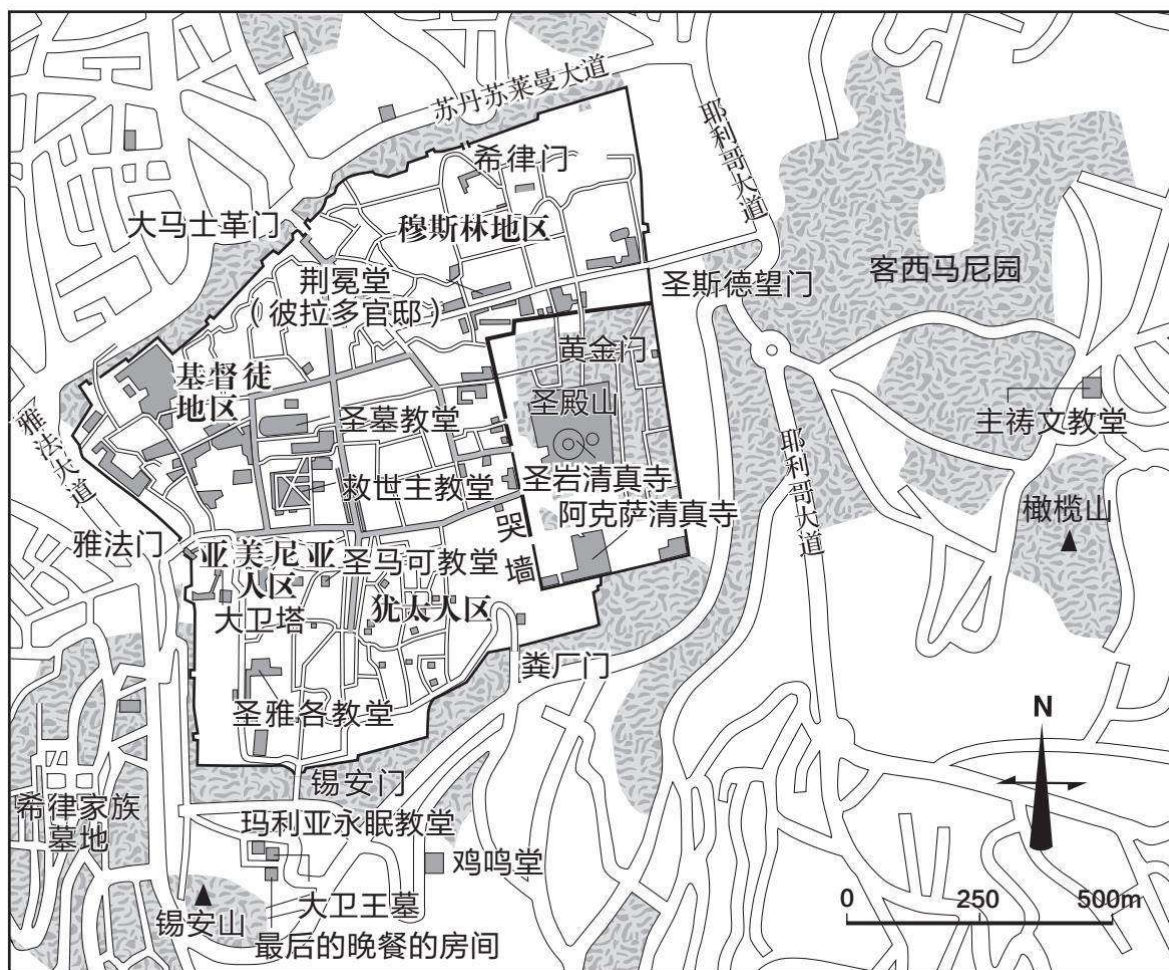 苏丹苏莱曼大道
耶利哥大道
希律门
大马士革门
穆斯林地区
荆冕堂
（彼拉多官邸）
圣斯德望门
客西马尼园
黄金门
基督徒
地区
圣殿山
主祷文教堂
圣墓教堂
雅法大道
耶利哥大道
救世主教堂
圣岩清真寺
阿克萨清真寺
橄榄山
哭墙
雅法门
亚美尼亚
人区
圣马可教堂
大卫塔
犹太人区
粪厂门
圣雅各教堂
N
锡安门
希律家族
墓地
玛利亚永眠教堂
鸡鸣堂
大卫王墓
锡安山
最后的晚餐的房间
0 250 500m